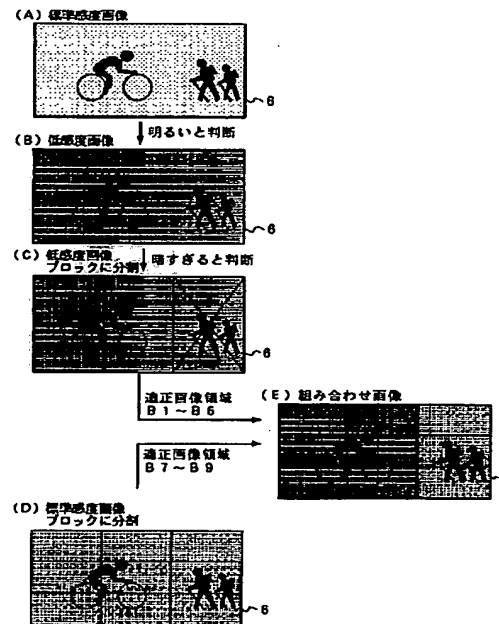 (A) 標準感度画像
6
明るいと判断
(B) 低感度画像
6
暗すぎると判断
(C) 低感度画像
ブロックに分割
6
適正画像領域
B1～B6
(E) 組み合わせ画像
適正画像領域
B7～B9
(D) 標準感度画像
ブロックに分割
6